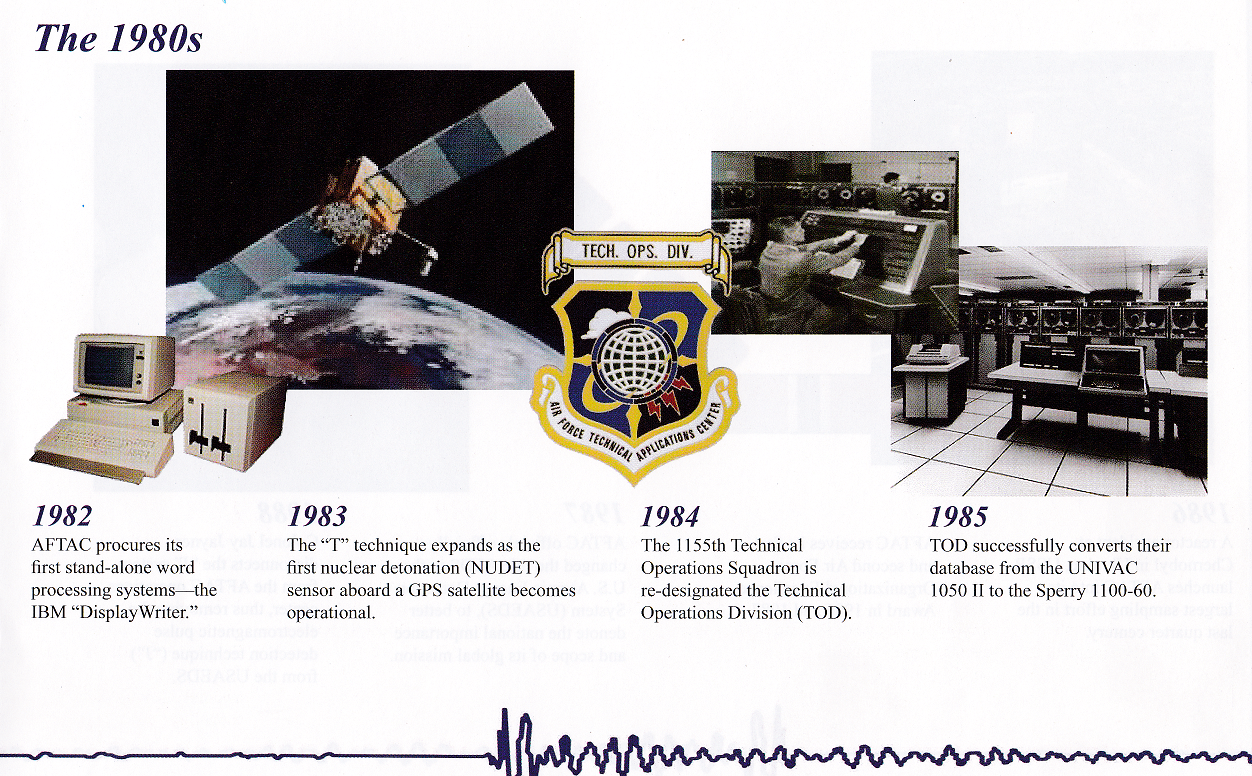 The 1980s
TECH. OPS. DIV.
AIR FORCE TECHNICAL APPLICATIONS CENTER
1982
AFTAC procures its
first stand-alone word
processing systems—the
IBM “DisplayWriter.”
1983
The “T” technique expands as the
first nuclear detonation (NUDET)
sensor aboard a GPS satellite becomes
operational.
1984
The 1155th Technical
Operations Squadron is
re-designated the Technical
Operations Division (TOD).
1985
TOD successfully converts their
database from the UNIVAC
1050 II to the Sperry 1100-60.